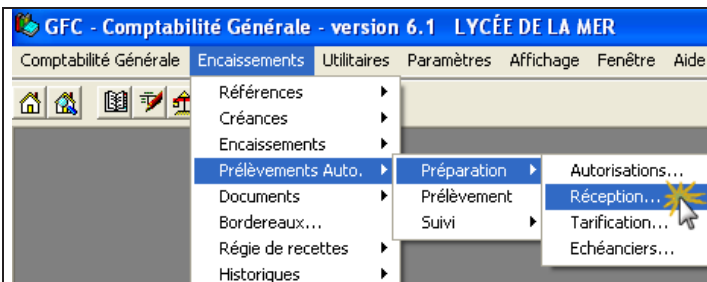 GFC - Comptabilité Générale - version 6.1 LYCÉE DE LA MER
Comptabilité Générale Encaissements Utilitaires Paramètres Affichage Fenêtre Aide
Références
Créances
Encaissements
Prélèvements Auto. Préparation Autorisations...
Documents Prélèvement Réception...
Bordereaux... Suivi Tarification...
Régie de recettes Echéanciers...
Historiques